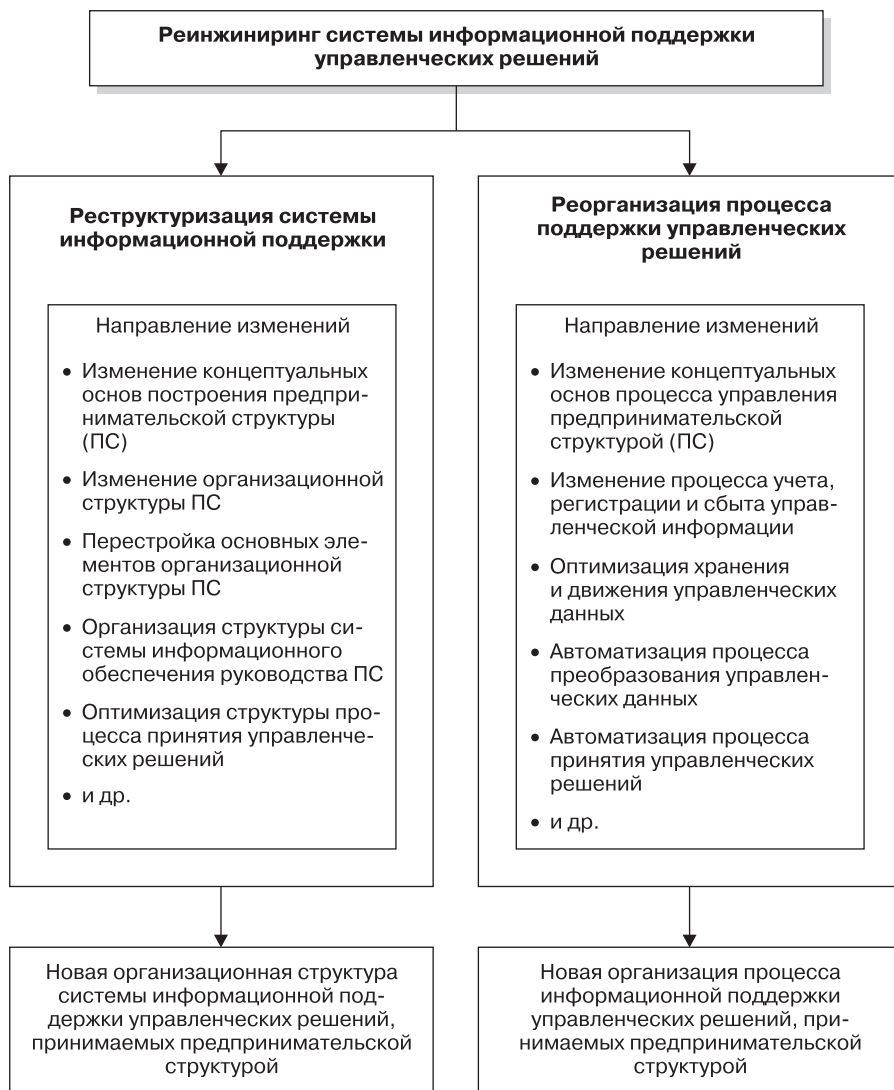 Реинжиниринг системы информационной поддержки
управленческих решений
Реструктуризация системы
информационной поддержки
Направление изменений
• Изменение концептуальных
основ построения предпри-
нимательской структуры
(ПС)
• Изменение организационной
структуры ПС
• Перестройка основных эле-
ментов организационной
структуры ПС
• Организация структуры си-
стемы информационного
обеспечения руководства ПС
• Оптимизация структуры про-
цесса принятия управленче-
ских решений
• и др.
Новая организационная структура
системы информационной под-
держки управленческих решений,
принимаемых предпринимательской
структурой
Реорганизация процесса
поддержки управленческих
решений
Направление изменений
• Изменение концептуальных
основ процесса управления
предпринимательской
структурой (ПС)
• Изменение процесса учета,
регистрации и сбыта управ-
ленческой информации
• Оптимизация хранения
и движения управленческих
данных
• Автоматизация процесса
преобразования управлен-
ческих данных
• Автоматизация процесса
принятия управленческих
решений
• и др.
Новая организация процесса
информационной поддержки
управленческих решений, при-
нимаемых предпринимательской
структурой